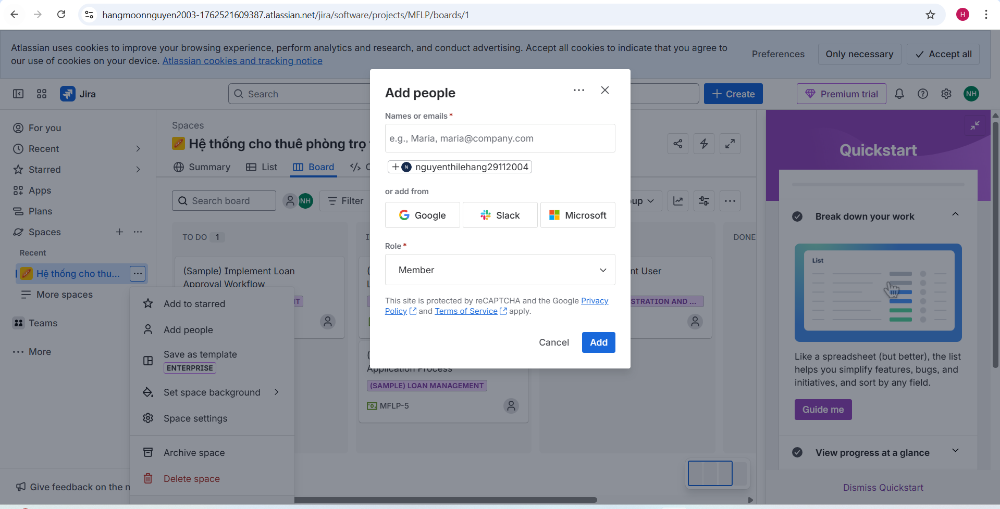 hangmoonnguyen2003-1762521609387.atlassian.net/jira/software/projects/MFLP/boards/1
H
Atlassian uses cookies to improve your browsing experience, perform analytics and research, and conduct advertising. Accept all cookies to indicate that you agree to
our use of cookies on your device. Atlassian cookies and tracking notice
Preferences
Only necessary
Accept all
Jira
Search
Create
Premium trial
NH
For you
Recent
Starred
Apps
Plans
Spaces
Recent
Hệ thống cho thu...
More spaces
Teams
More
Give feedback on the n
Add to starred
Add people
Save as template
ENTERPRISE
Set space background
Space settings
Archive space
Delete space
Spaces
Hệ thống cho thuê phòng trọ
Summary
List
Board
Search board
NH
Filter
TO DO 1
(Sample) Implement Loan
Approval Workflow
Application Process
(SAMPLE) LOAN MANAGEMENT
MFLP-5
Add people
Names or emails *
e.g., Maria, maria@company.com
N nguyenthilehang29112004
or add from
Google
Slack
Microsoft
Role *
Member
This site is protected by reCAPTCHA and the Google Privacy
Policy and Terms of Service apply.
Cancel
Add
up
DONE
nt User
STRATION AND ...
Quickstart
Break down your work
List
Like a spreadsheet (but better), the list
helps you simplify features, bugs, and
initiatives, and sort by any field.
Guide me
View progress at a glance
Dismiss Quickstart